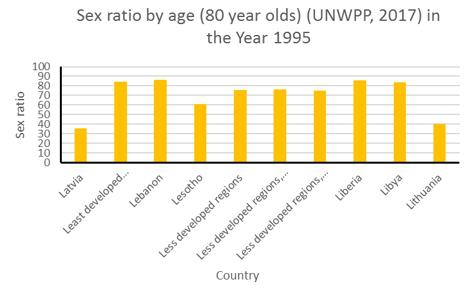 Sex ratio by age (80 year olds) (UNWPP, 2017) in
the Year 1995
100
90
80
70
60
50
40
30
20
10
0
Sex ratio
Latvia
Least developed...
Lebanon
Lesotho
Less developed regions
Less developed regions,...
Less developed regions,...
Liberia
Libya
Lithuania
Country